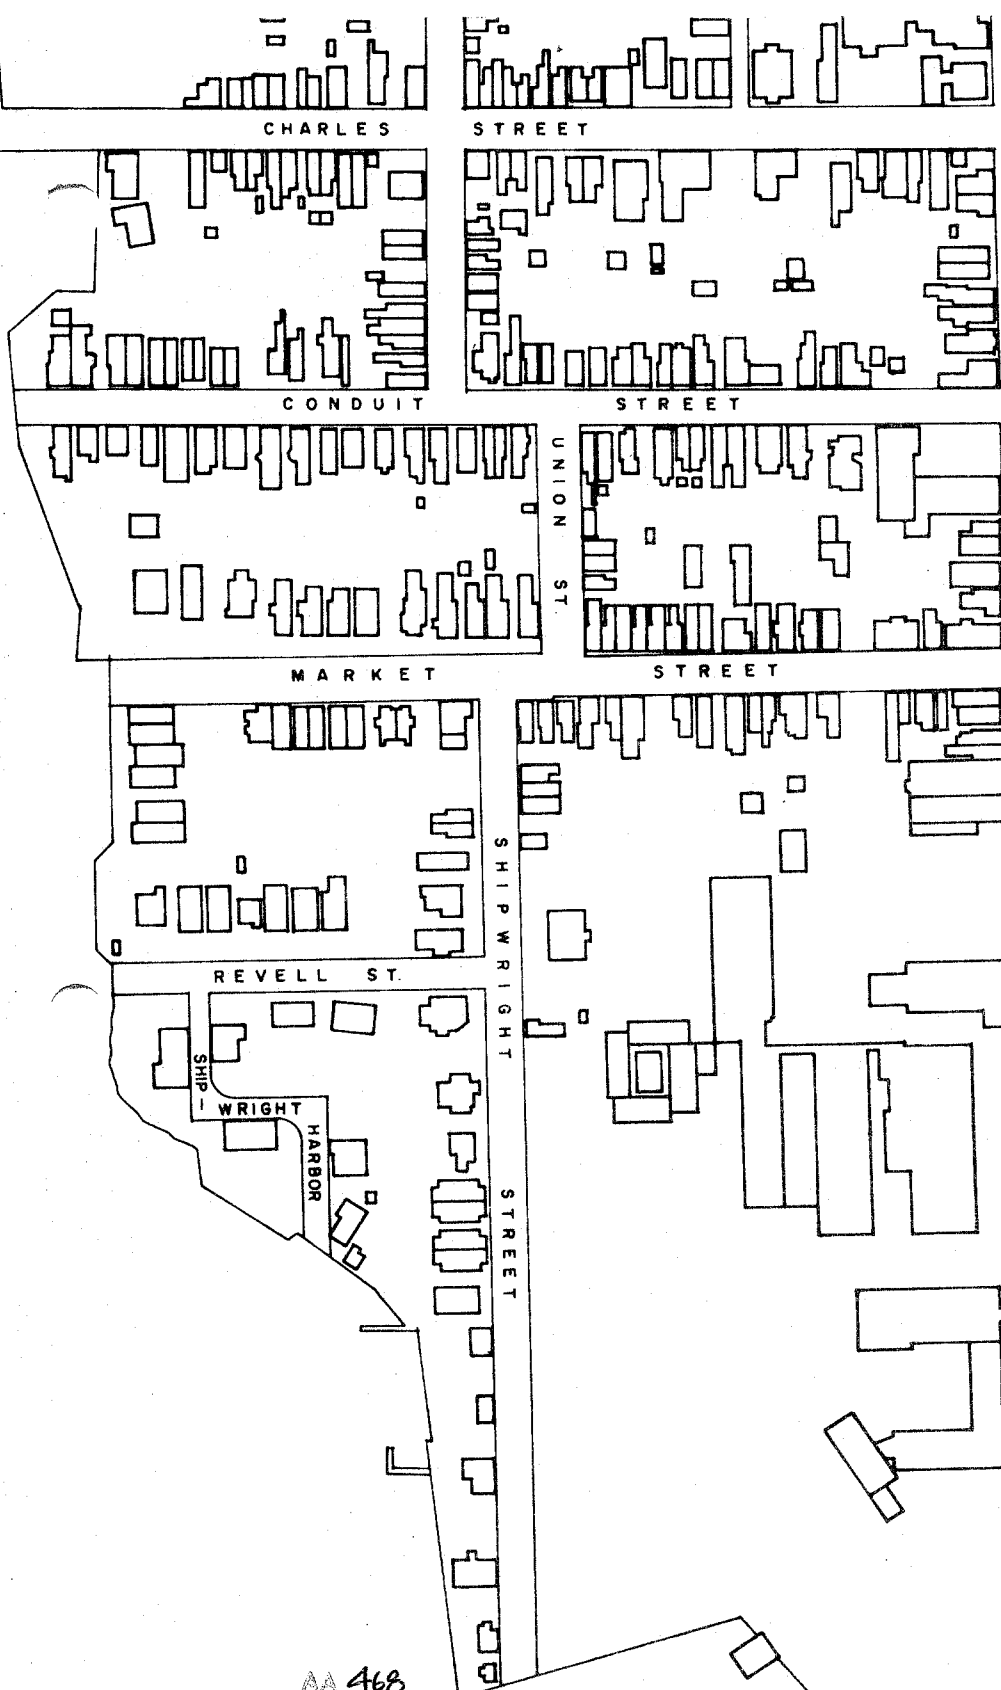 CHARLES STREET
CONDUIT STREET
UNION ST.
MARKET STREET
SHIPWRIGHT STREET
REVELL ST.
SHIP-
WRIGHT
HARBOR
AA 468